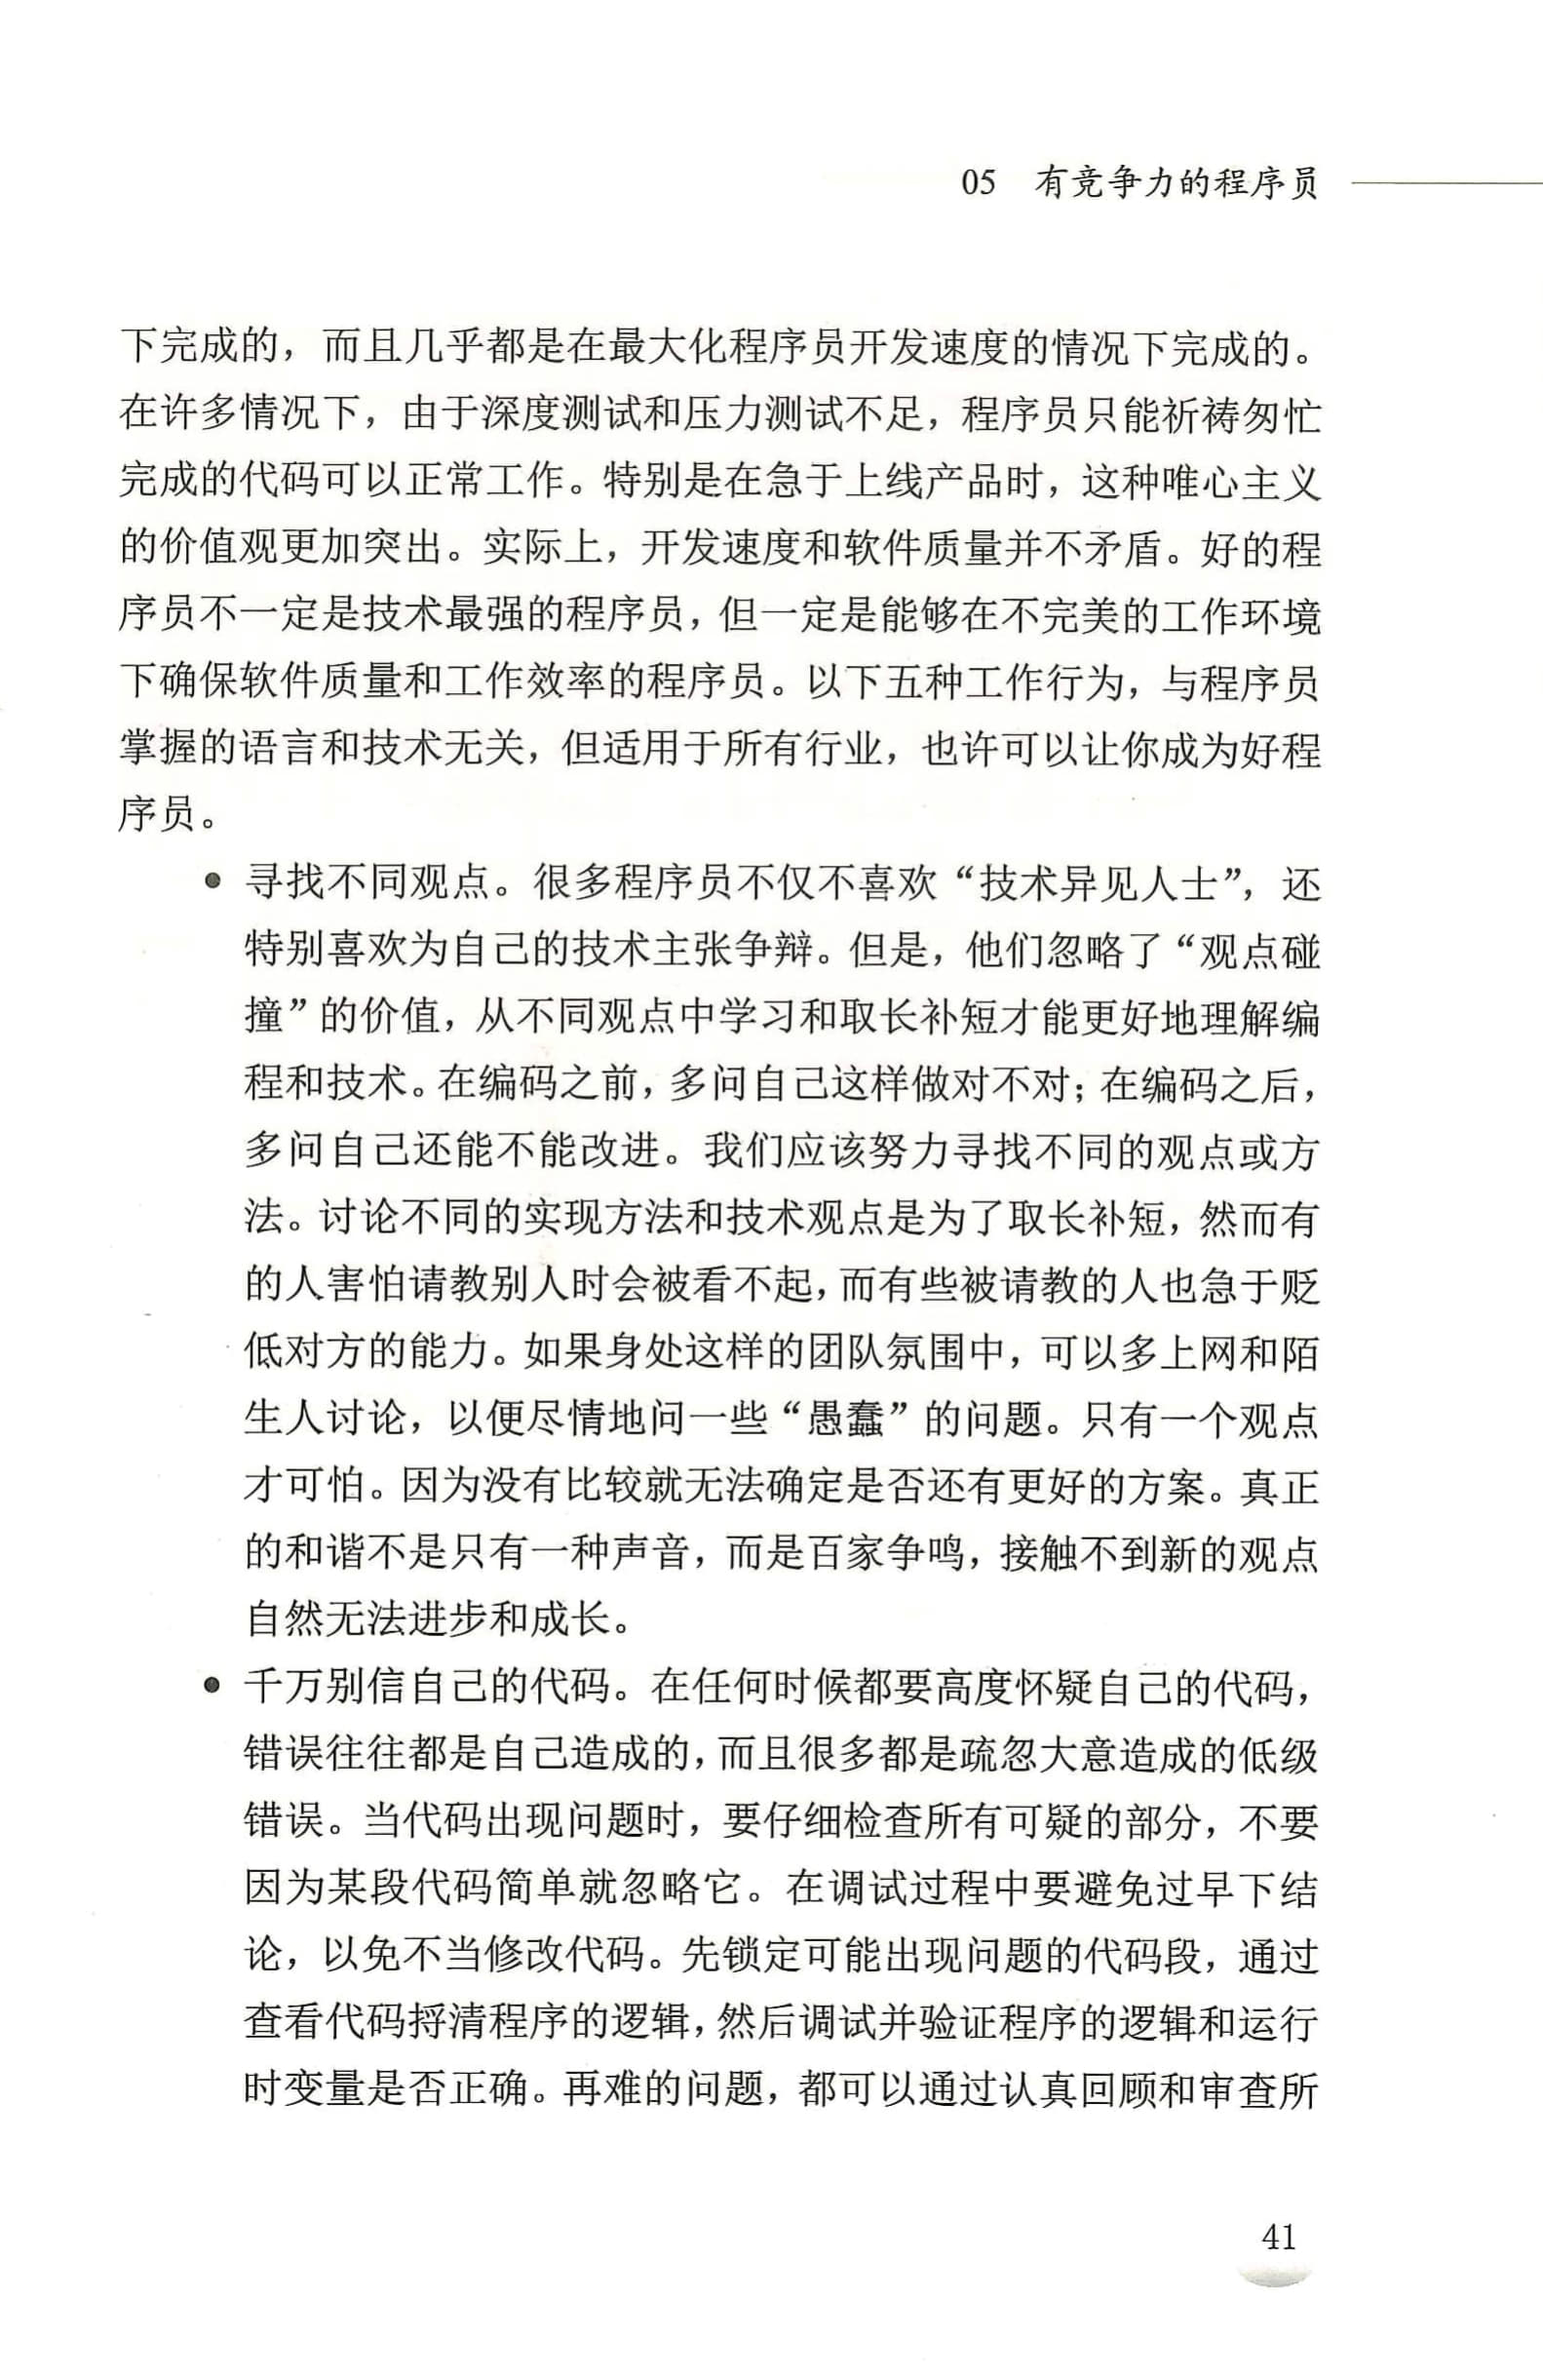 05 有竞争力的程序员
下完成的，而且几乎都是在最大化程序员开发速度的情况下完成的。
在许多情况下，由于深度测试和压力测试不足，程序员只能祈祷匆忙
完成的代码可以正常工作。特别是在急于上线产品时，这种唯心主义
的价值观更加突出。实际上，开发速度和软件质量并不矛盾。好的程
序员不一定是技术最强的程序员，但一定是能够在不完美的工作环境
下确保软件质量和工作效率的程序员。以下五种工作行为，与程序员
掌握的语言和技术无关，但适用于所有行业，也许可以让你成为好程
序员。
● 寻找不同观点。很多程序员不仅不喜欢“技术异见人士”，还
特别喜欢为自己的技术主张争辩。但是，他们忽略了“观点碰
撞”的价值，从不同观点中学习和取长补短才能更好地理解编
程和技术。在编码之前，多问自己这样做对不对；在编码之后，
多问自己还能不能改进。我们应该努力寻找不同的观点或方
法。讨论不同的实现方法和技术观点是为了取长补短，然而有
的人害怕请教别人时会被看不起，而有些被请教的人也急于贬
低对方的能力。如果身处这样的团队氛围中，可以多上网和陌
生人讨论，以便尽情地问一些“愚蠢”的问题。只有一个观点
才可怕。因为没有比较就无法确定是否还有更好的方案。真正
的和谐不是只有一种声音，而是百家争鸣，接触不到新的观点
自然无法进步和成长。
● 千万别信自己的代码。在任何时候都要高度怀疑自己的代码，
错误往往都是自己造成的，而且很多都是疏忽大意造成的低级
错误。当代码出现问题时，要仔细检查所有可疑的部分，不要
因为某段代码简单就忽略它。在调试过程中要避免过早下结
论，以免不当修改代码。先锁定可能出现问题的代码段，通过
查看代码捋清程序的逻辑，然后调试并验证程序的逻辑和运行
时变量是否正确。再难的问题，都可以通过认真回顾和审查所
41